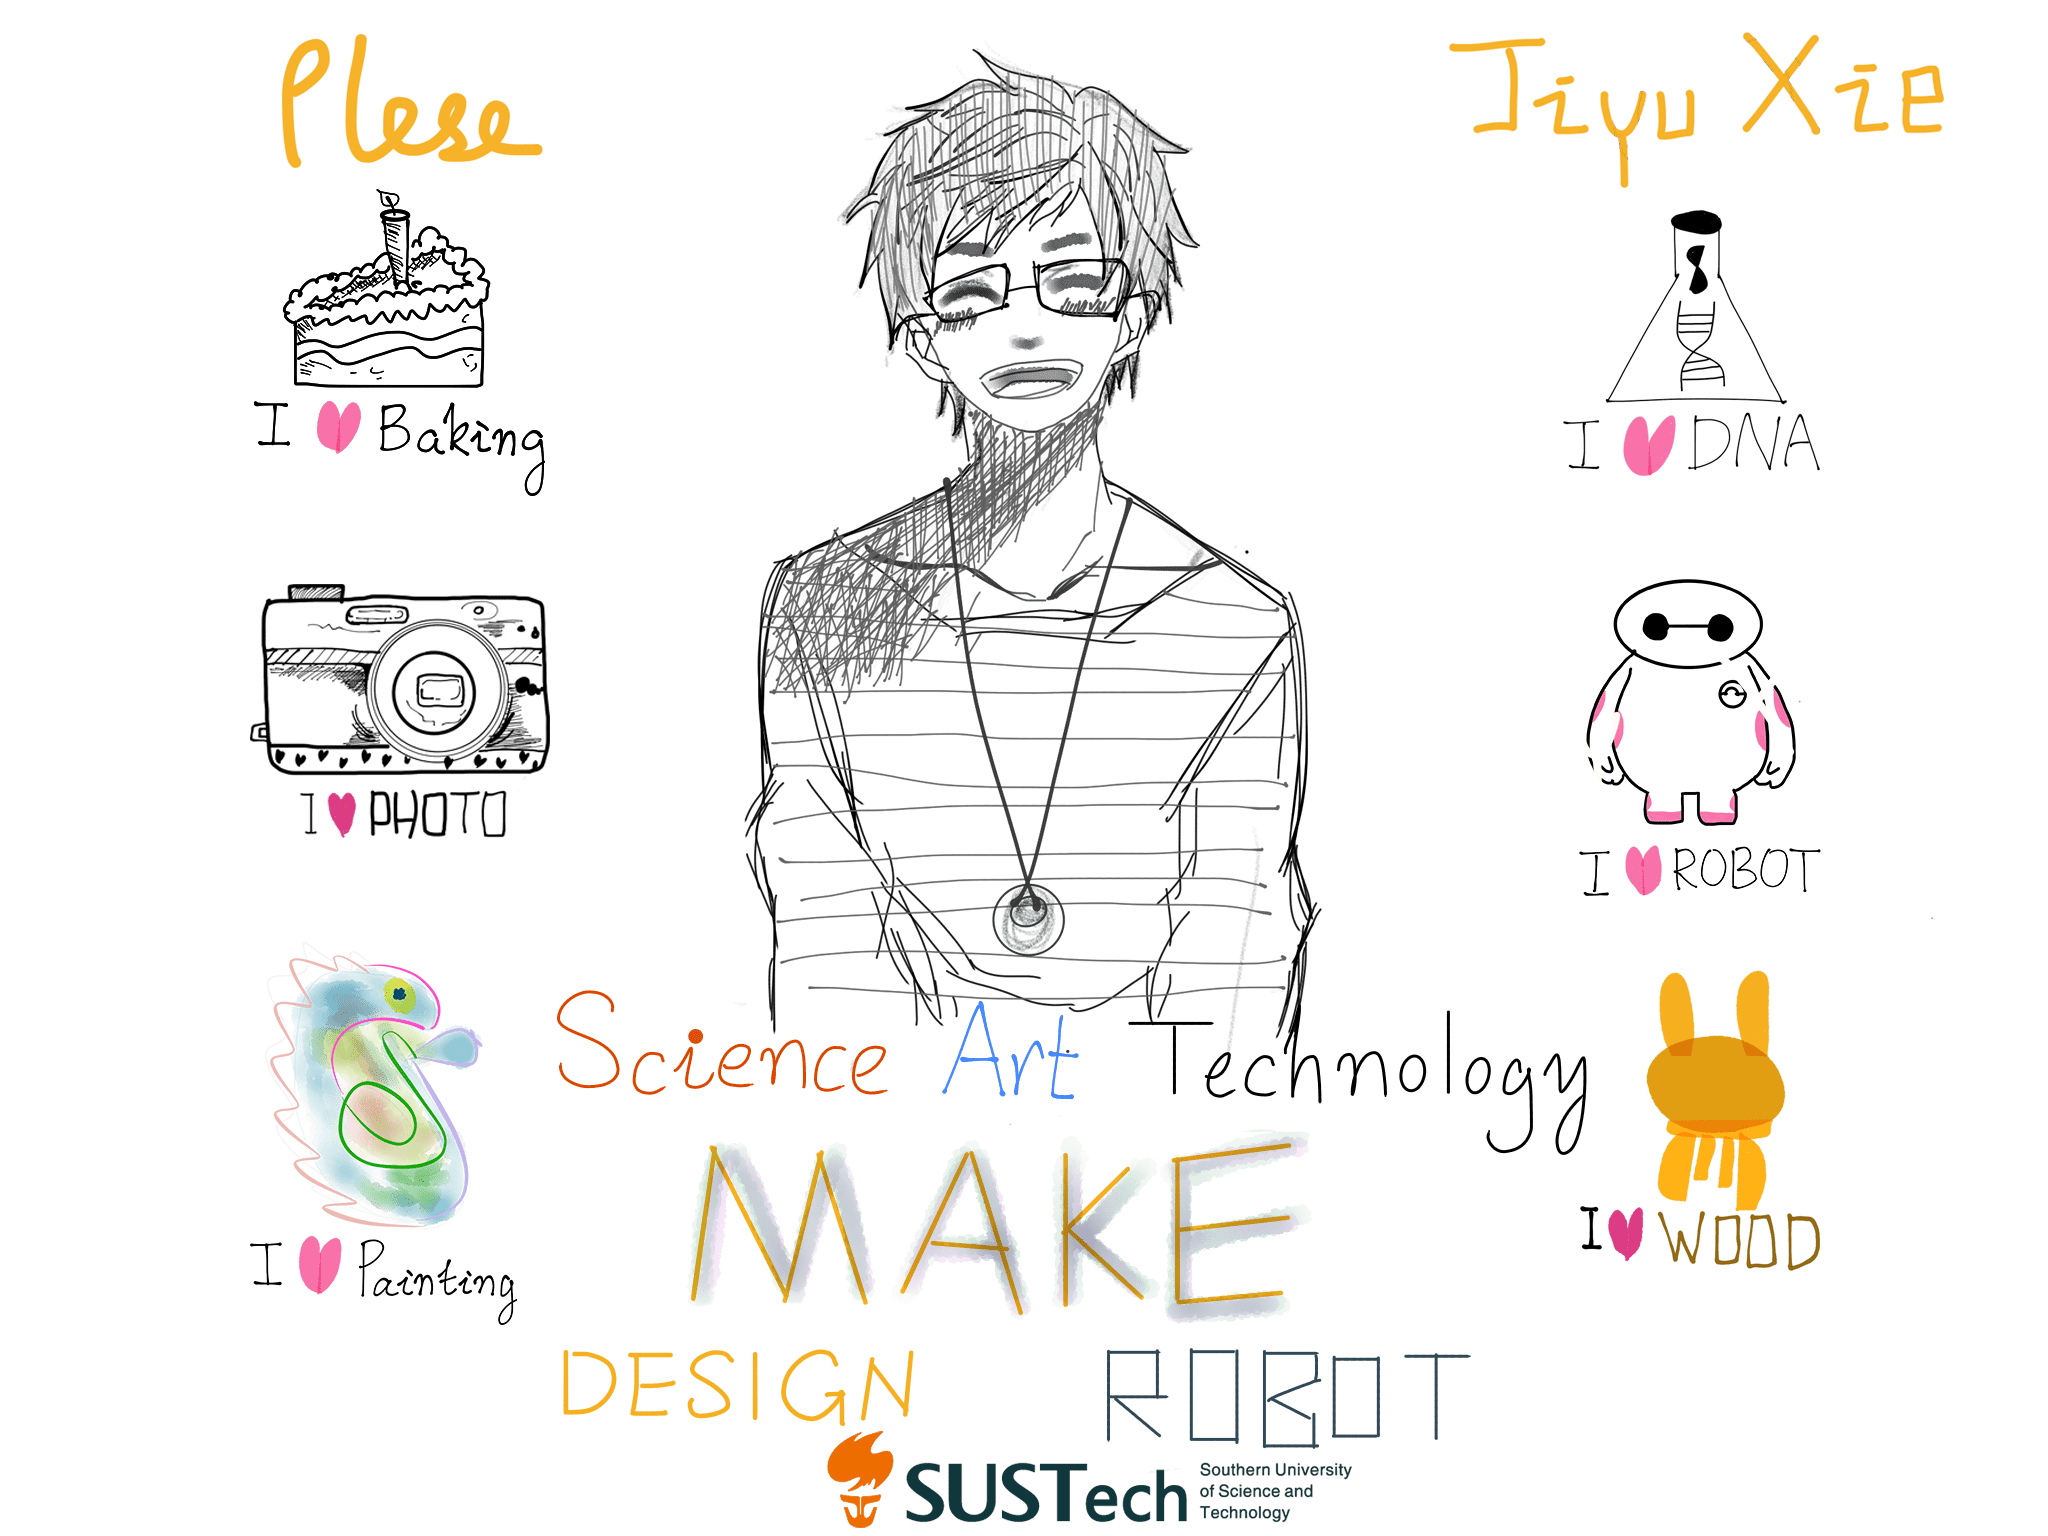 Plese
Jiyu Xie
I Baking
I DNA
I PHOTO
I ROBOT
Science Art Technology
I Painting
I WOOD
MAKE
DESIGN ROBOT
SUSTech
Southern University
of Science and
Technology